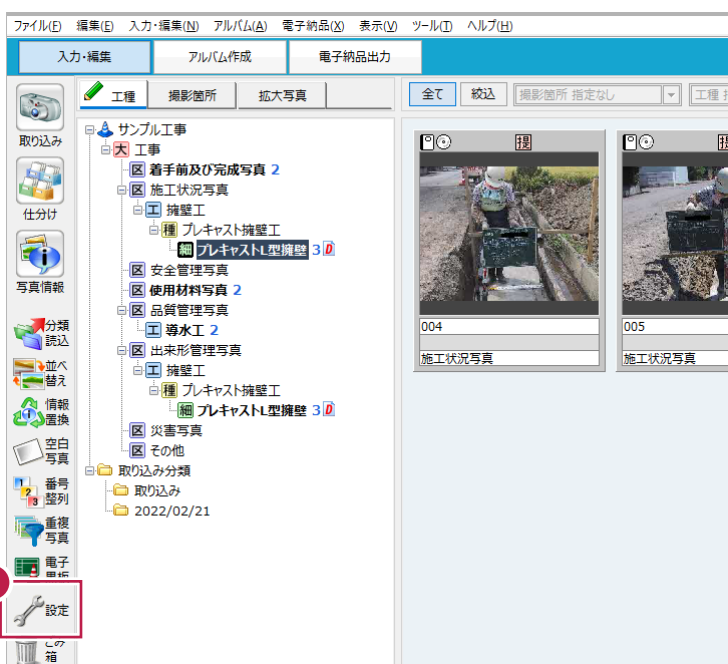 ファイル(F) 編集(E) 入力・編集(N) アルバム(A) 電子納品(X) 表示(V) ツール(T) ヘルプ(H)
入力・編集 アルバム作成 電子納品出力
工種 撮影箇所 拡大写真
全て 絞込 撮影箇所 指定なし 工種
取り込み
仕分け
写真情報
分類
読込
並べ
替え
情報
置換
空白
写真
番号
整列
重複
写真
電子
黒板
設定
ごみ
箱
サンプル工事
大 工事
区 着手前及び完成写真 2
区 施工状況写真
工 擁壁工
種 プレキャスト擁壁工
細 プレキャストL型擁壁 3 D
区 安全管理写真
区 使用材料写真 2
区 品質管理写真
工 導水工 2
区 出来形管理写真
工 擁壁工
種 プレキャスト擁壁工
細 プレキャストL型擁壁 3 D
区 災害写真
区 その他
取り込み分類
取り込み
2022/02/21
提
004
施工状況写真
提
005
施工状況写真